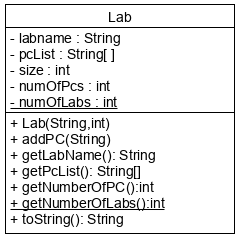 Lab
- labname : String
- pcList : String[ ]
- size : int
- numOfPcs : int
- numOfLabs : int
+ Lab(String,int)
+ addPC(String)
+ getLabName(): String
+ getPcList(): String[]
+ getNumberOfPC():int
+ getNumberOfLabs():int
+ toString(): String